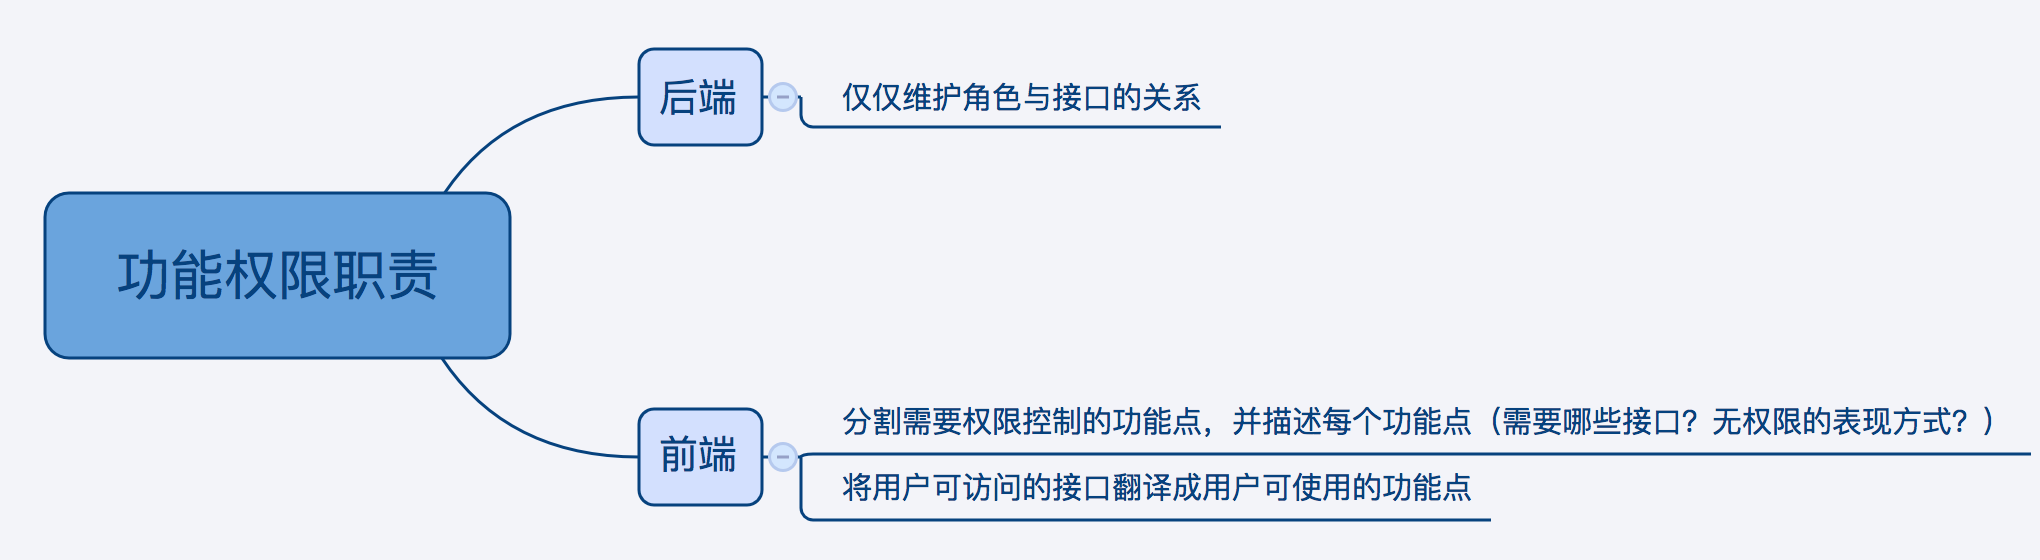 后端
仅仅维护角色与接口的关系
功能权限职责
前端
分割需要权限控制的功能点，并描述每个功能点（需要哪些接口？无权限的表现方式？）
将用户可访问的接口翻译成用户可使用的功能点